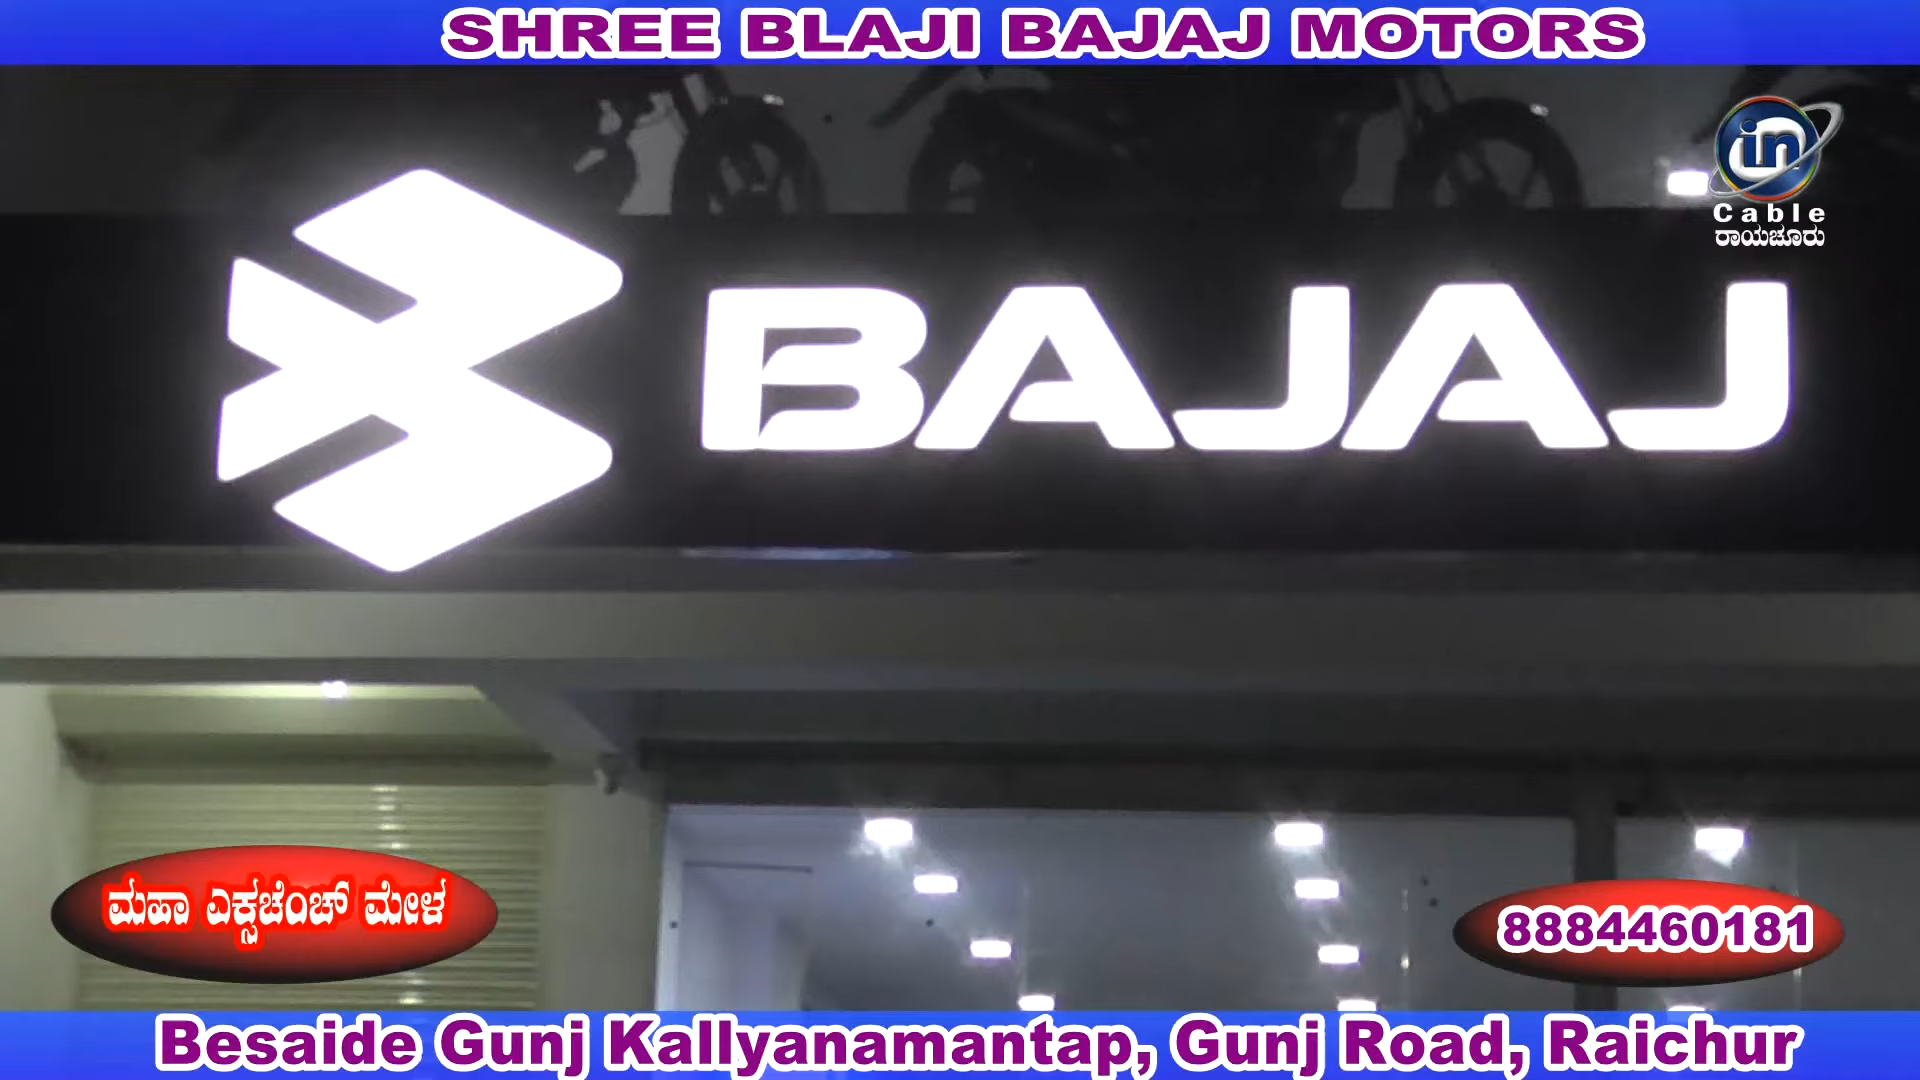 SHREE BLAJI BAJAJ MOTORS
in
Cable
ರಾಯಚೂರು
BAJAJ
ಮಹಾ ಎಕ್ಸಚೆಂಚ್ ಮೇಳ
8884460181
Besaide Gunj Kallyanamantap, Gunj Road, Raichur